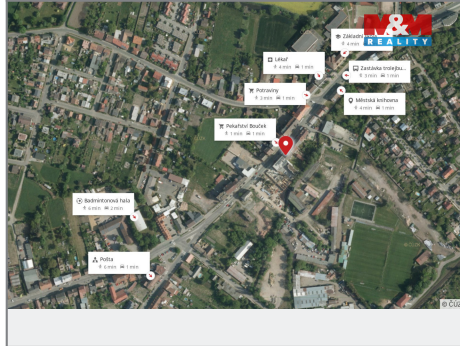 M&M
REALITY
Základní
4 min
Lékař
4 min 1 min
Zastávka trolejbu...
3 min 1 min
Potraviny
3 min 1 min
Městská knihovna
4 min 1 min
Pekařství Bouček
1 min 1 min
Badmintonová hala
6 min 2 min
Pošta
1 min